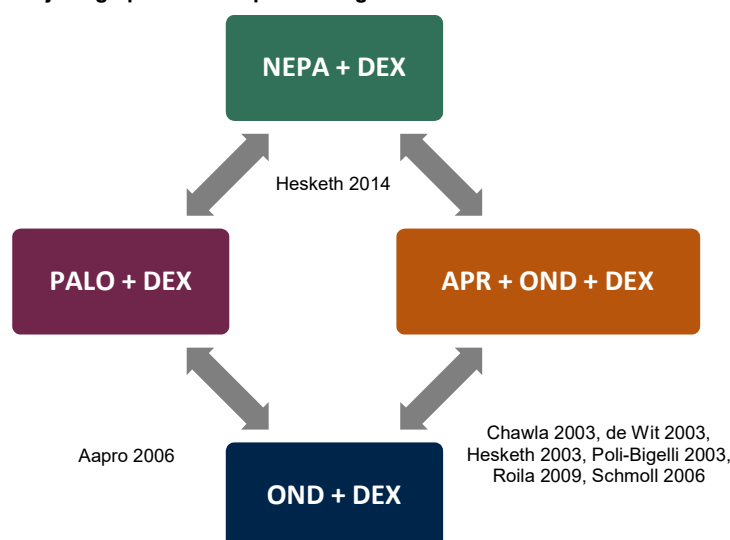 NEPA + DEX
Hesketh 2014
PALO + DEX
APR + OND + DEX
Aapro 2006
Chawla 2003, de Wit 2003,
Hesketh 2003, Poli-Bigelli 2003,
Roila 2009, Schmoll 2006
OND + DEX